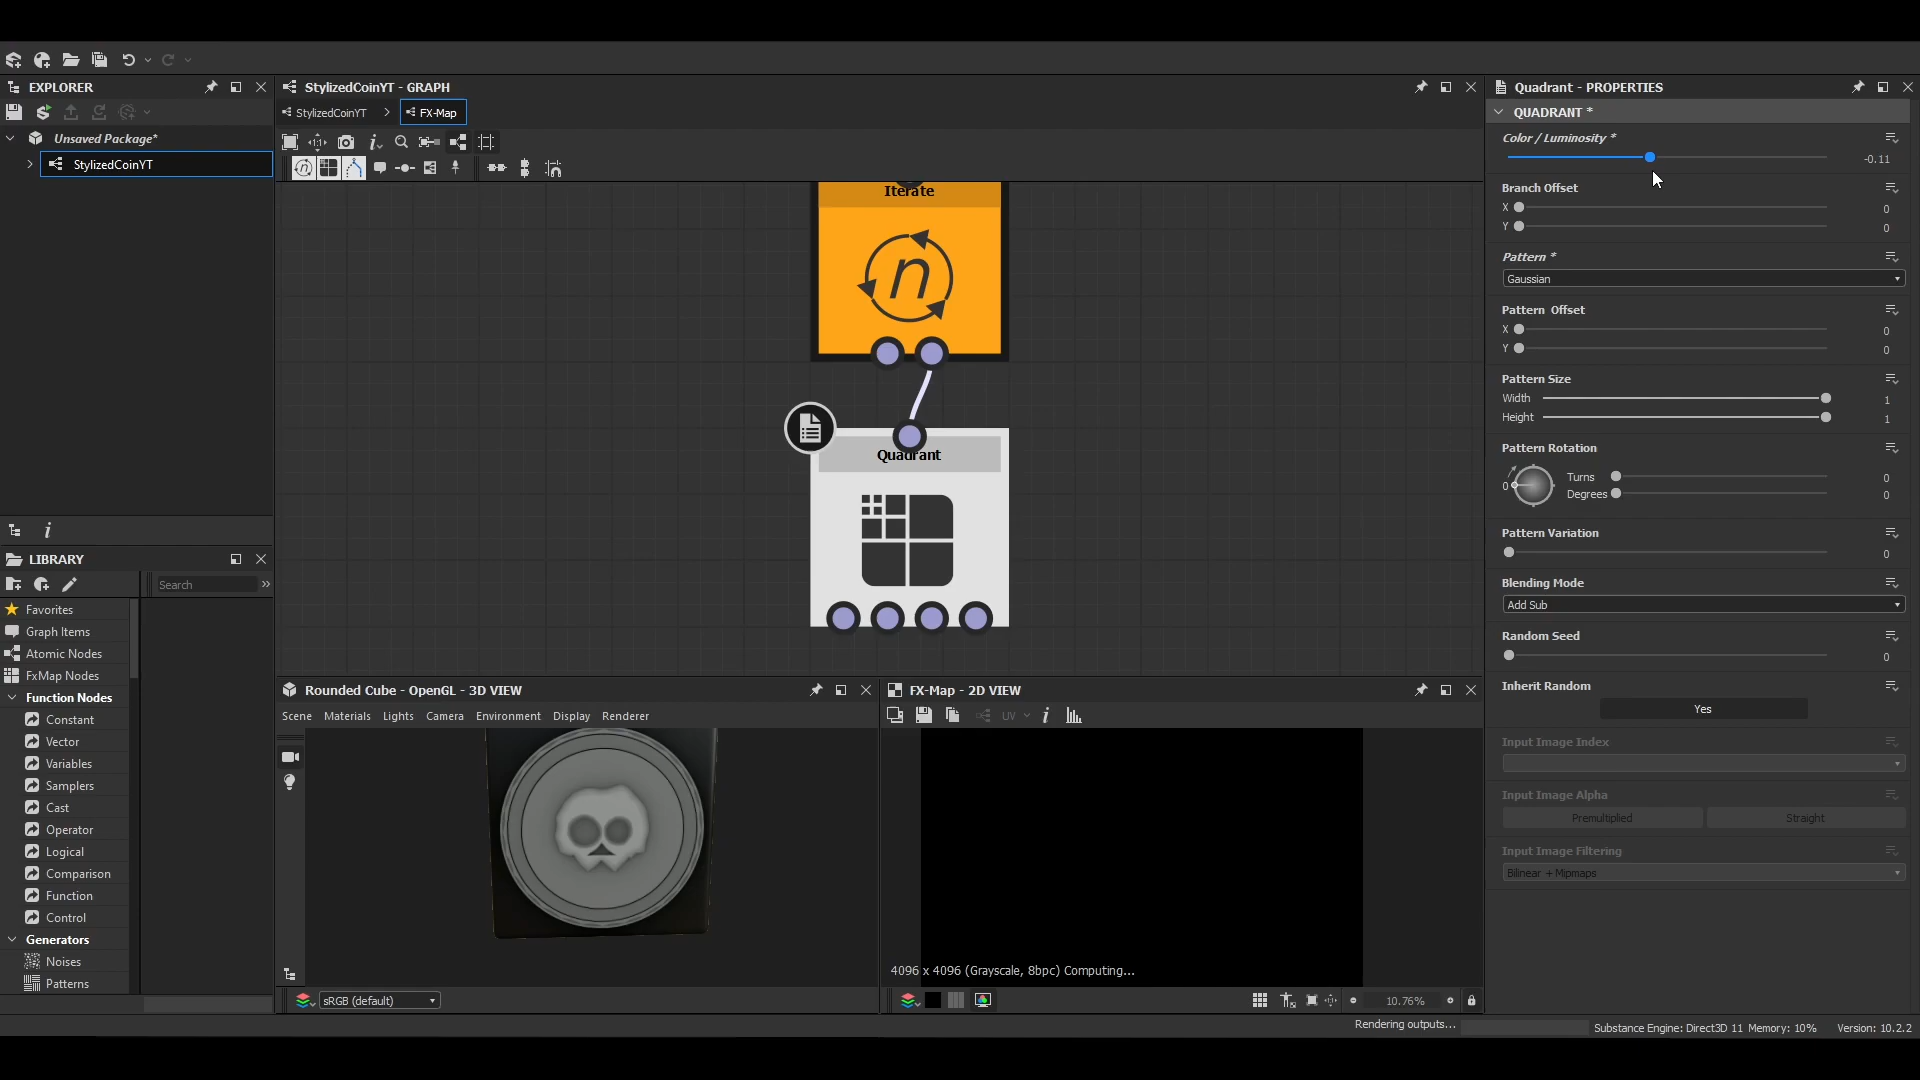 EXPLORER
Unsaved Package*
StylizedCoinYT
StylizedCoinYT - GRAPH
StylizedCoinYT
FX-Map
Iterate
n
Quadrant
LIBRARY
Search
Favorites
Graph Items
Atomic Nodes
FxMap Nodes
Function Nodes
Constant
Vector
Variables
Samplers
Cast
Operator
Logical
Comparison
Function
Control
Generators
Noises
Patterns
Rounded Cube - OpenGL - 3D VIEW
Scene Materials Lights Camera Environment Display Renderer
sRGB (default)
FX-Map - 2D VIEW
UV
4096 x 4096 (Grayscale, 8bpc) Computing...
10.76%
Quadrant - PROPERTIES
QUADRANT *
Color / Luminosity *
-0.11
Branch Offset
X 0
Y 0
Pattern *
Gaussian
Pattern Offset
X 0
Y 0
Pattern Size
Width 1
Height 1
Pattern Rotation
0 Turns 0
Degrees 0
Pattern Variation
0
Blending Mode
Add Sub
Random Seed
0
Inherit Random
Yes
Input Image Index
Input Image Alpha
Premultiplied Straight
Input Image Filtering
Bilinear + Mipmaps
Rendering outputs...
Substance Engine: Direct3D 11 Memory: 10% Version: 10.2.2